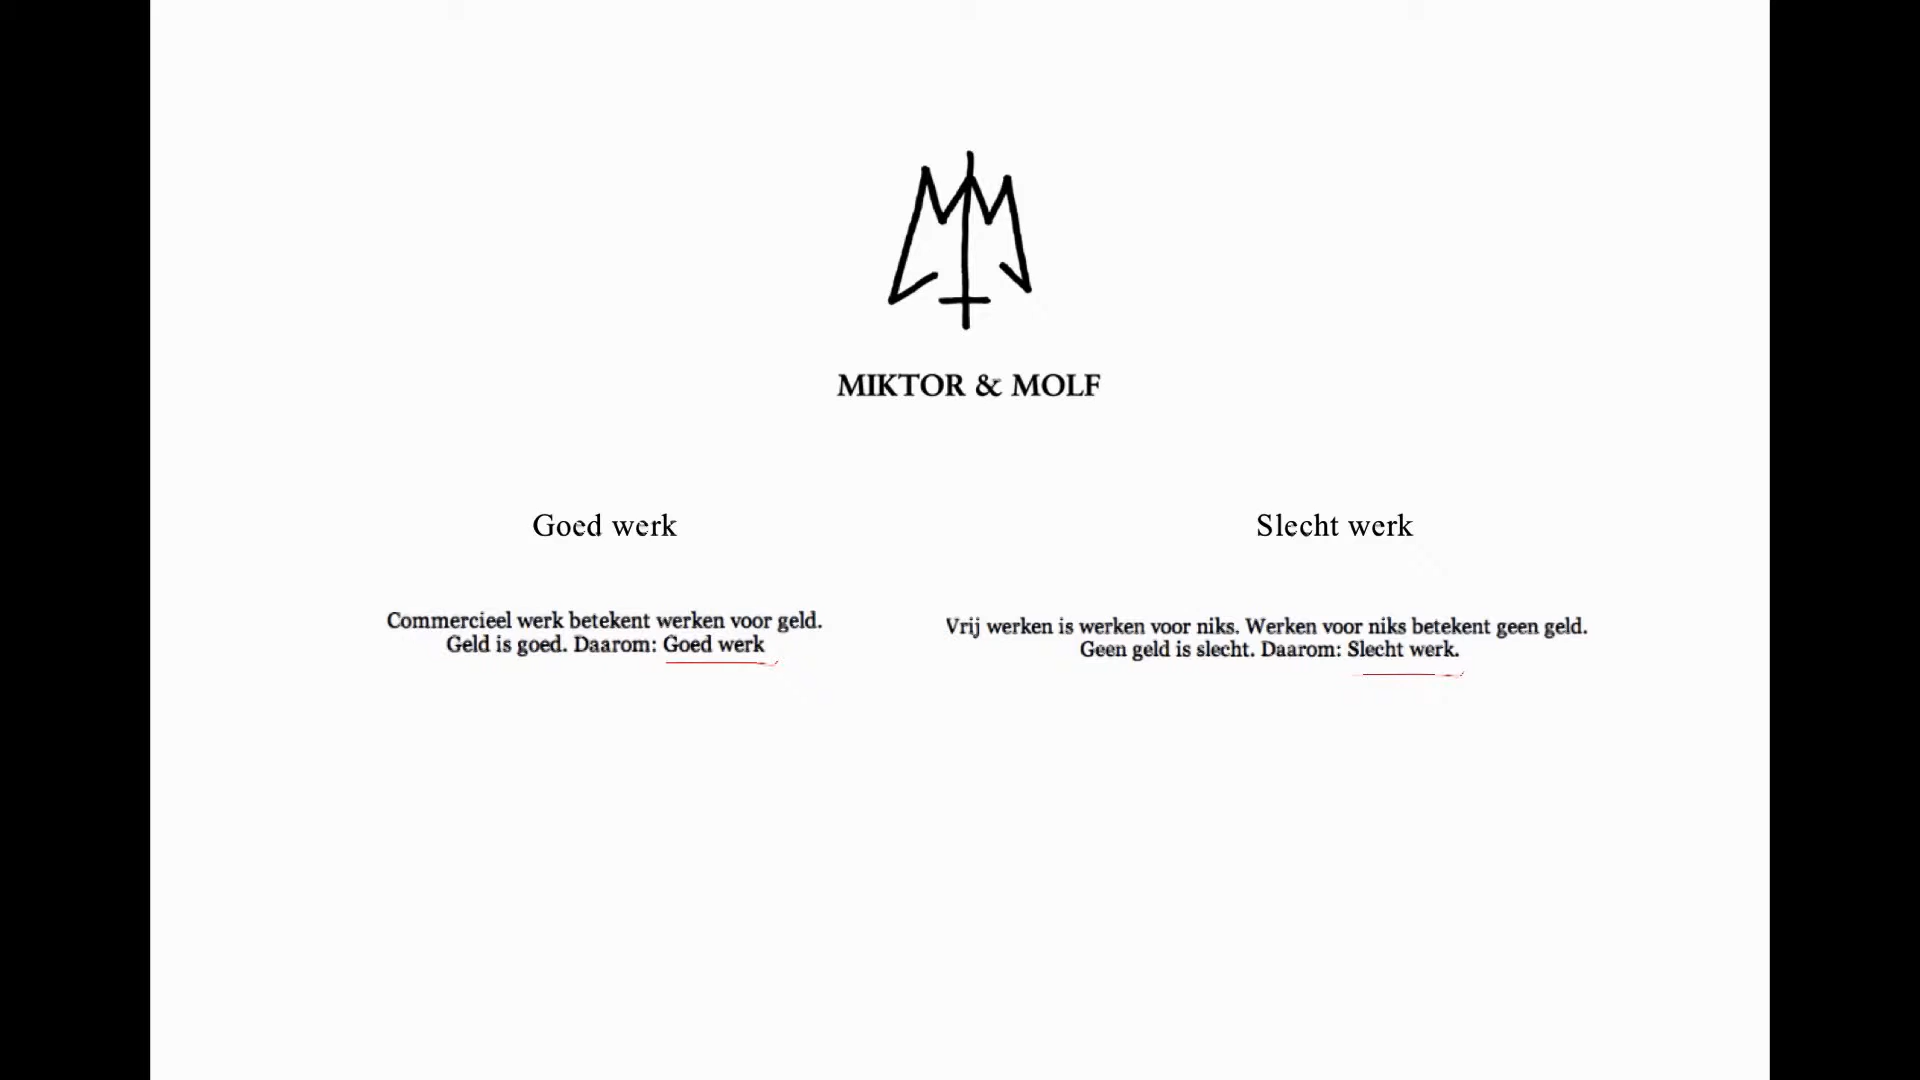 MIKTOR & MOLF
Goed werk
Commercieel werk betekent werken voor geld.
Geld is goed. Daarom: Goed werk
Slecht werk
Vrij werken is werken voor niks. Werken voor niks betekent geen geld.
Geen geld is slecht. Daarom: Slecht werk.